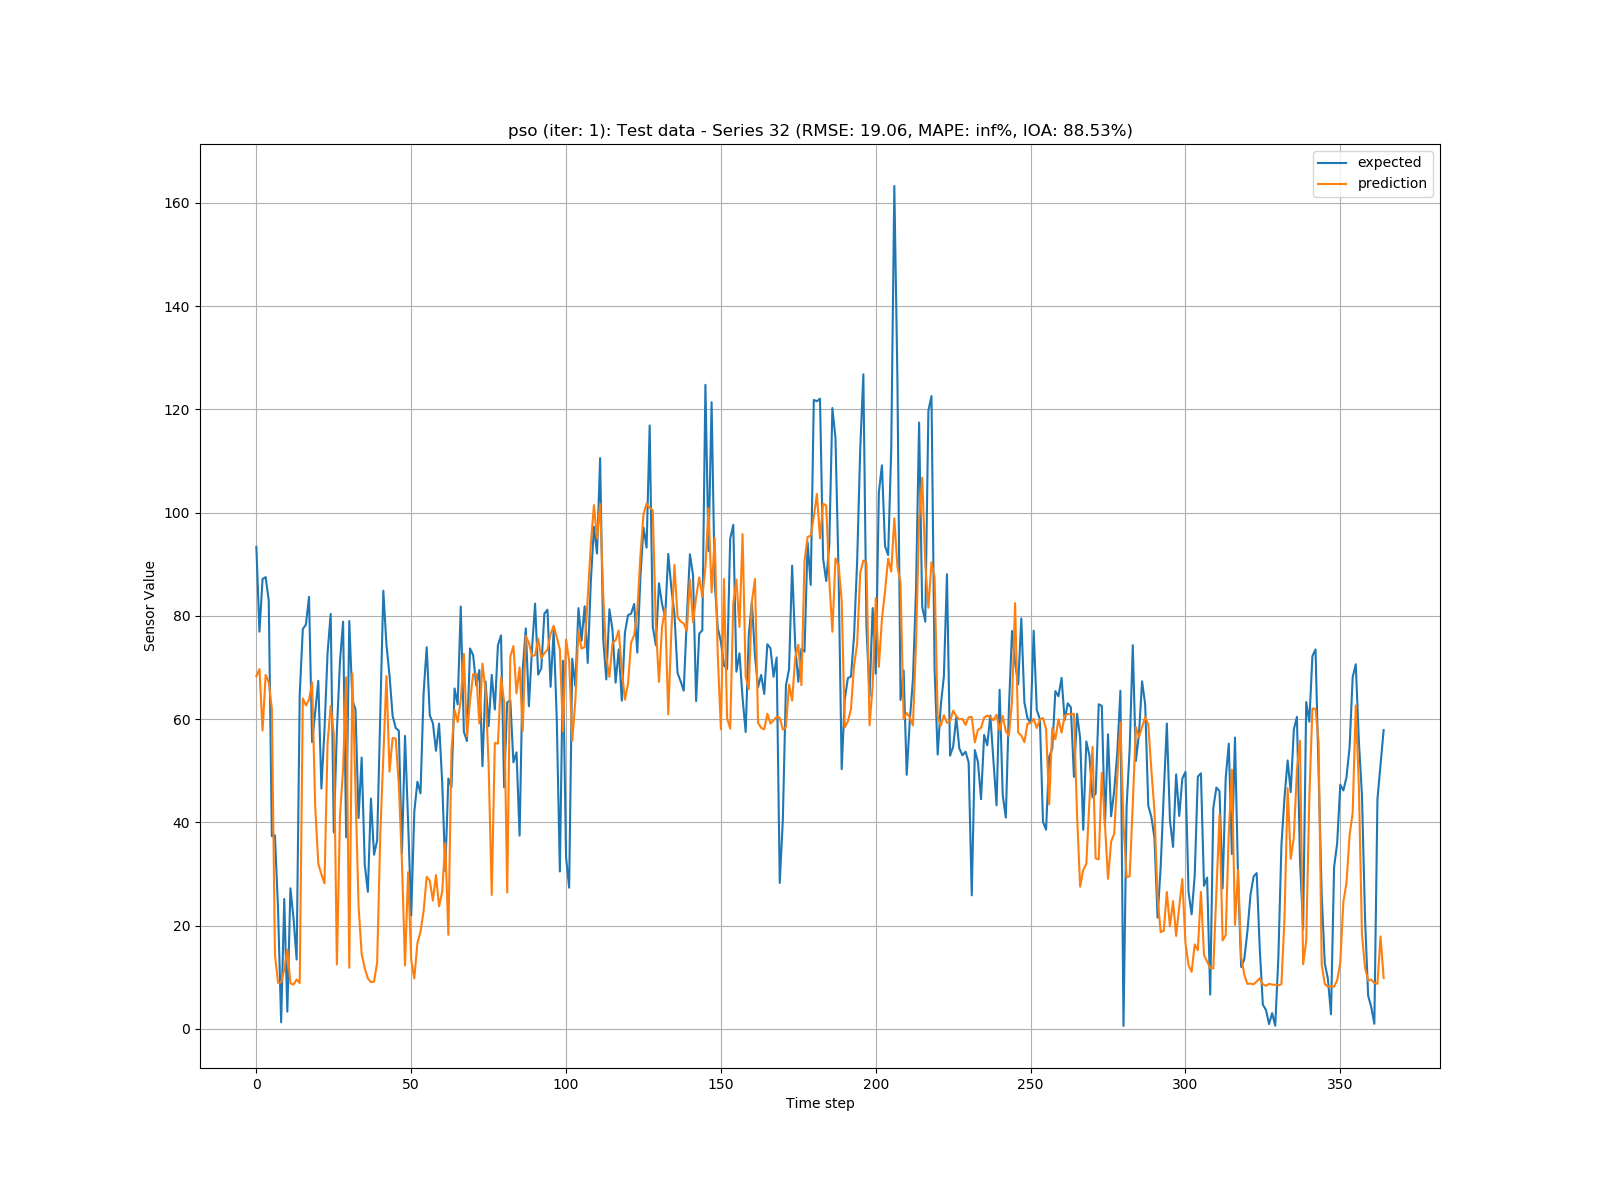 pso (iter: 1): Test data - Series 32 (RMSE: 19.06, MAPE: inf%, IOA: 88.53%)
expected
prediction
160
140
120
100
80
60
40
20
0
Sensor Value
0 50 100 150 200 250 300 350
Time step